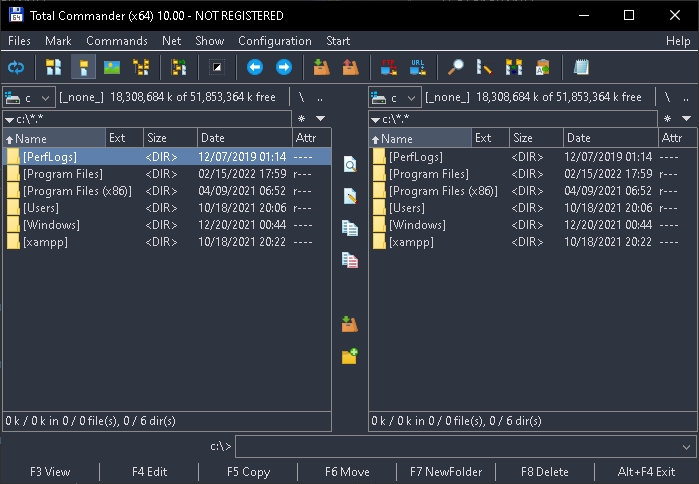 Total Commander (x64) 10.00 - NOT REGISTERED
Files Mark Commands Net Show Configuration Start Help
FTP URL
c [_none_] 18,308,684 k of 51,853,364 k free \ ..
c:\*.* * 
Name Ext Size Date Attr
[PerfLogs] <DIR> 12/07/2019 01:14 ----
[Program Files] <DIR> 02/15/2022 17:59 r---
[Program Files (x86)] <DIR> 04/09/2021 06:52 r---
[Users] <DIR> 10/18/2021 20:06 r---
[Windows] <DIR> 12/20/2021 00:44 ----
[xampp] <DIR> 10/18/2021 20:22 ----
0 k / 0 k in 0 / 0 file(s), 0 / 6 dir(s)
c [_none_] 18,308,684 k of 51,853,364 k free \ ..
c:\*.* *
Name Ext Size Date Attr
[PerfLogs] <DIR> 12/07/2019 01:14 ----
[Program Files] <DIR> 02/15/2022 17:59 r---
[Program Files (x86)] <DIR> 04/09/2021 06:52 r---
[Users] <DIR> 10/18/2021 20:06 r---
[Windows] <DIR> 12/20/2021 00:44 ----
[xampp] <DIR> 10/18/2021 20:22 ----
0 k / 0 k in 0 / 0 file(s), 0 / 6 dir(s)
c:\>
F3 View F4 Edit F5 Copy F6 Move F7 NewFolder F8 Delete Alt+F4 Exit